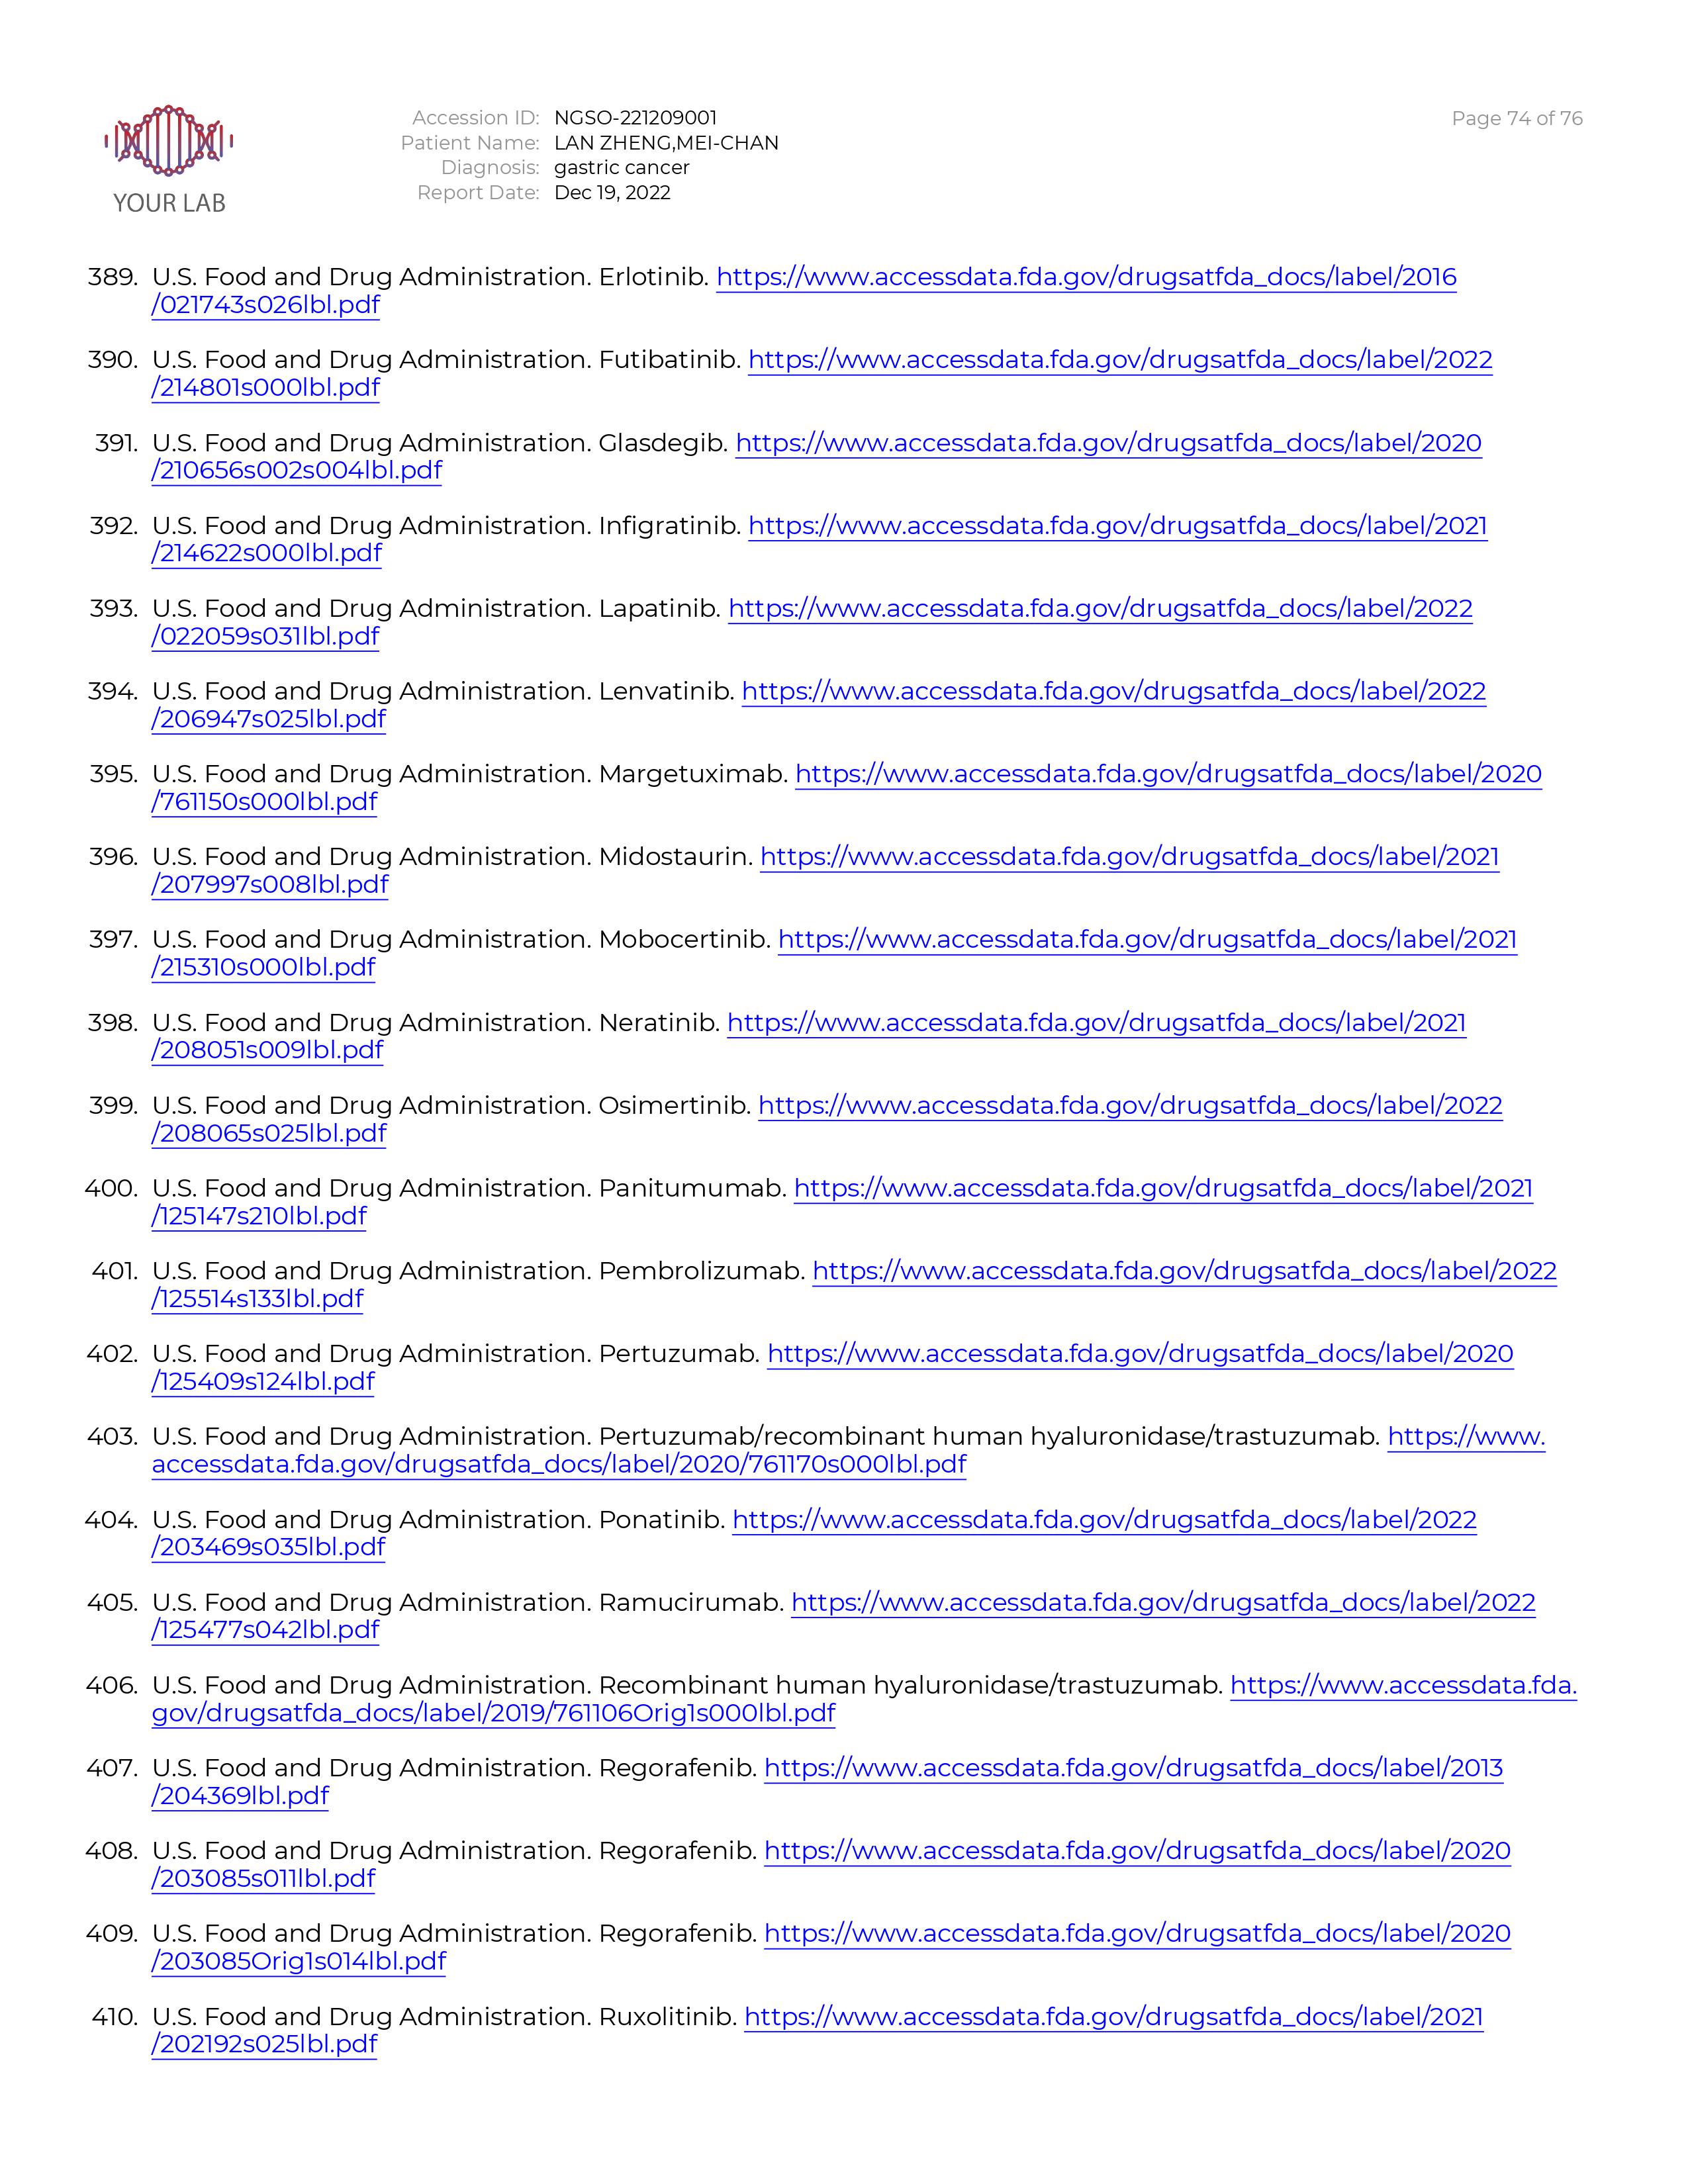 YOUR LAB
Accession ID: NGSO-221209001
Patient Name: LAN ZHENG,MEI-CHAN
Diagnosis: gastric cancer
Report Date: Dec 19, 2022
Page 74 of 76
389. U.S. Food and Drug Administration. Erlotinib. https://www.accessdata.fda.gov/drugsatfda_docs/label/2016
/021743s026lbl.pdf
390. U.S. Food and Drug Administration. Futibatinib. https://www.accessdata.fda.gov/drugsatfda_docs/label/2022
/214801s000lbl.pdf
391. U.S. Food and Drug Administration. Glasdegib. https://www.accessdata.fda.gov/drugsatfda_docs/label/2020
/210656s002s004lbl.pdf
392. U.S. Food and Drug Administration. Infigratinib. https://www.accessdata.fda.gov/drugsatfda_docs/label/2021
/214622s000lbl.pdf
393. U.S. Food and Drug Administration. Lapatinib. https://www.accessdata.fda.gov/drugsatfda_docs/label/2022
/022059s031lbl.pdf
394. U.S. Food and Drug Administration. Lenvatinib. https://www.accessdata.fda.gov/drugsatfda_docs/label/2022
/206947s025lbl.pdf
395. U.S. Food and Drug Administration. Margetuximab. https://www.accessdata.fda.gov/drugsatfda_docs/label/2020
/761150s000lbl.pdf
396. U.S. Food and Drug Administration. Midostaurin. https://www.accessdata.fda.gov/drugsatfda_docs/label/2021
/207997s008lbl.pdf
397. U.S. Food and Drug Administration. Mobocertinib. https://www.accessdata.fda.gov/drugsatfda_docs/label/2021
/215310s000lbl.pdf
398. U.S. Food and Drug Administration. Neratinib. https://www.accessdata.fda.gov/drugsatfda_docs/label/2021
/208051s009lbl.pdf
399. U.S. Food and Drug Administration. Osimertinib. https://www.accessdata.fda.gov/drugsatfda_docs/label/2022
/208065s025lbl.pdf
400. U.S. Food and Drug Administration. Panitumumab. https://www.accessdata.fda.gov/drugsatfda_docs/label/2021
/125147s210lbl.pdf
401. U.S. Food and Drug Administration. Pembrolizumab. https://www.accessdata.fda.gov/drugsatfda_docs/label/2022
/125514s133lbl.pdf
402. U.S. Food and Drug Administration. Pertuzumab. https://www.accessdata.fda.gov/drugsatfda_docs/label/2020
/125409s124lbl.pdf
403. U.S. Food and Drug Administration. Pertuzumab/recombinant human hyaluronidase/trastuzumab. https://www.
accessdata.fda.gov/drugsatfda_docs/label/2020/761170s000lbl.pdf
404. U.S. Food and Drug Administration. Ponatinib. https://www.accessdata.fda.gov/drugsatfda_docs/label/2022
/203469s035lbl.pdf
405. U.S. Food and Drug Administration. Ramucirumab. https://www.accessdata.fda.gov/drugsatfda_docs/label/2022
/125477s042lbl.pdf
406. U.S. Food and Drug Administration. Recombinant human hyaluronidase/trastuzumab. https://www.accessdata.fda.
gov/drugsatfda_docs/label/2019/761106Orig1s000lbl.pdf
407. U.S. Food and Drug Administration. Regorafenib. https://www.accessdata.fda.gov/drugsatfda_docs/label/2013
/204369lbl.pdf
408. U.S. Food and Drug Administration. Regorafenib. https://www.accessdata.fda.gov/drugsatfda_docs/label/2020
/203085s011lbl.pdf
409. U.S. Food and Drug Administration. Regorafenib. https://www.accessdata.fda.gov/drugsatfda_docs/label/2020
/203085Orig1s014lbl.pdf
410. U.S. Food and Drug Administration. Ruxolitinib. https://www.accessdata.fda.gov/drugsatfda_docs/label/2021
/202192s025lbl.pdf